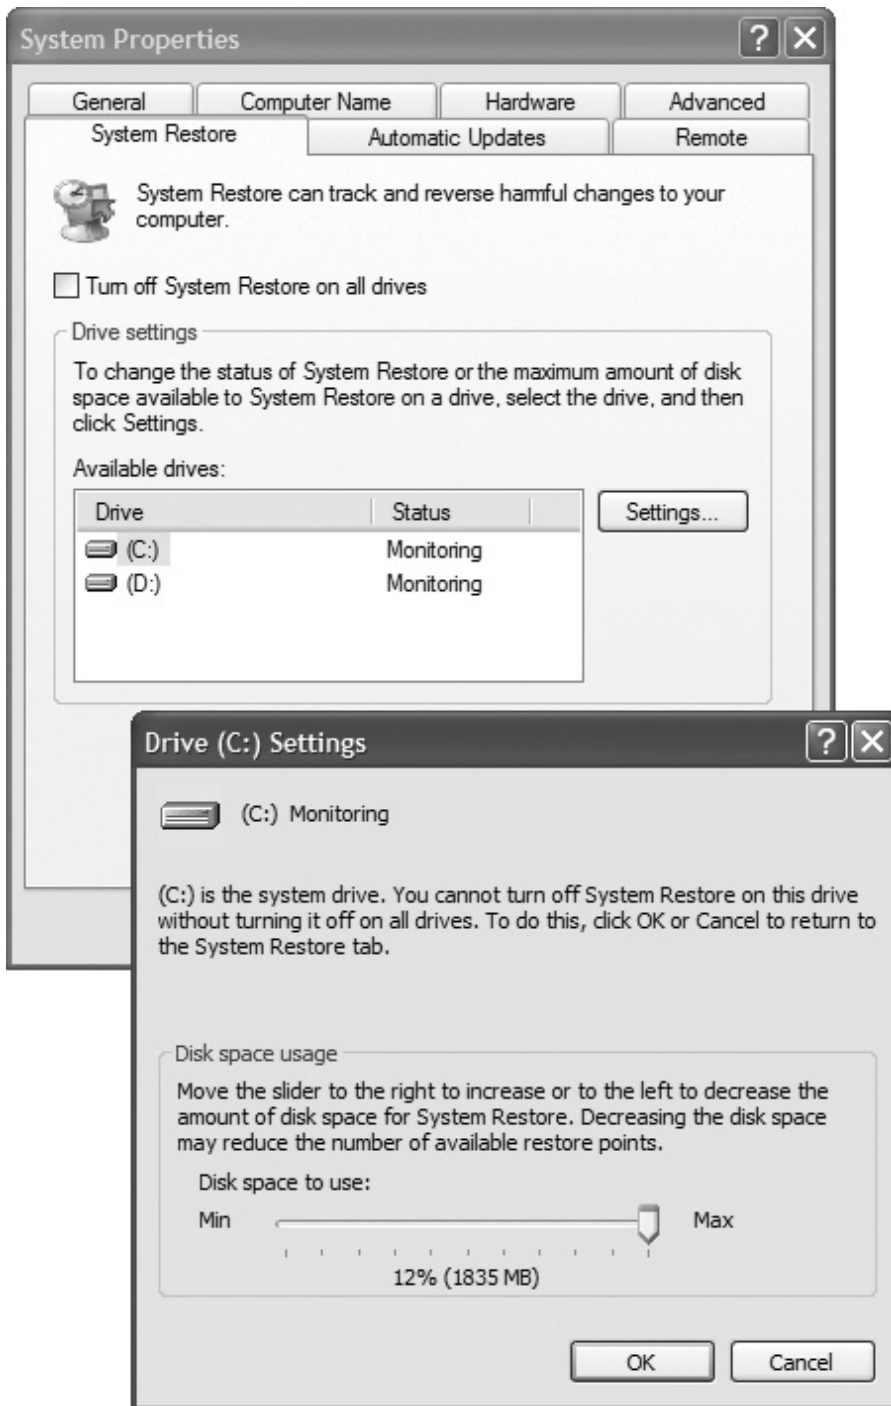 System Properties
?
General
Computer Name
Hardware
Advanced
System Restore
Automatic Updates
Remote
System Restore can track and reverse harmful changes to your
computer.
Turn off System Restore on all drives
Drive settings
To change the status of System Restore or the maximum amount of disk
space available to System Restore on a drive, select the drive, and then
click Settings.
Available drives:
Drive Status
(C:) Monitoring
(D:) Monitoring
Settings...
Drive (C:) Settings
?
(C:) Monitoring
(C:) is the system drive. You cannot turn off System Restore on this drive
without turning it off on all drives. To do this, click OK or Cancel to return to
the System Restore tab.
Disk space usage
Move the slider to the right to increase or to the left to decrease the
amount of disk space for System Restore. Decreasing the disk space
may reduce the number of available restore points.
Disk space to use:
Min Max
12% (1835 MB)
OK Cancel